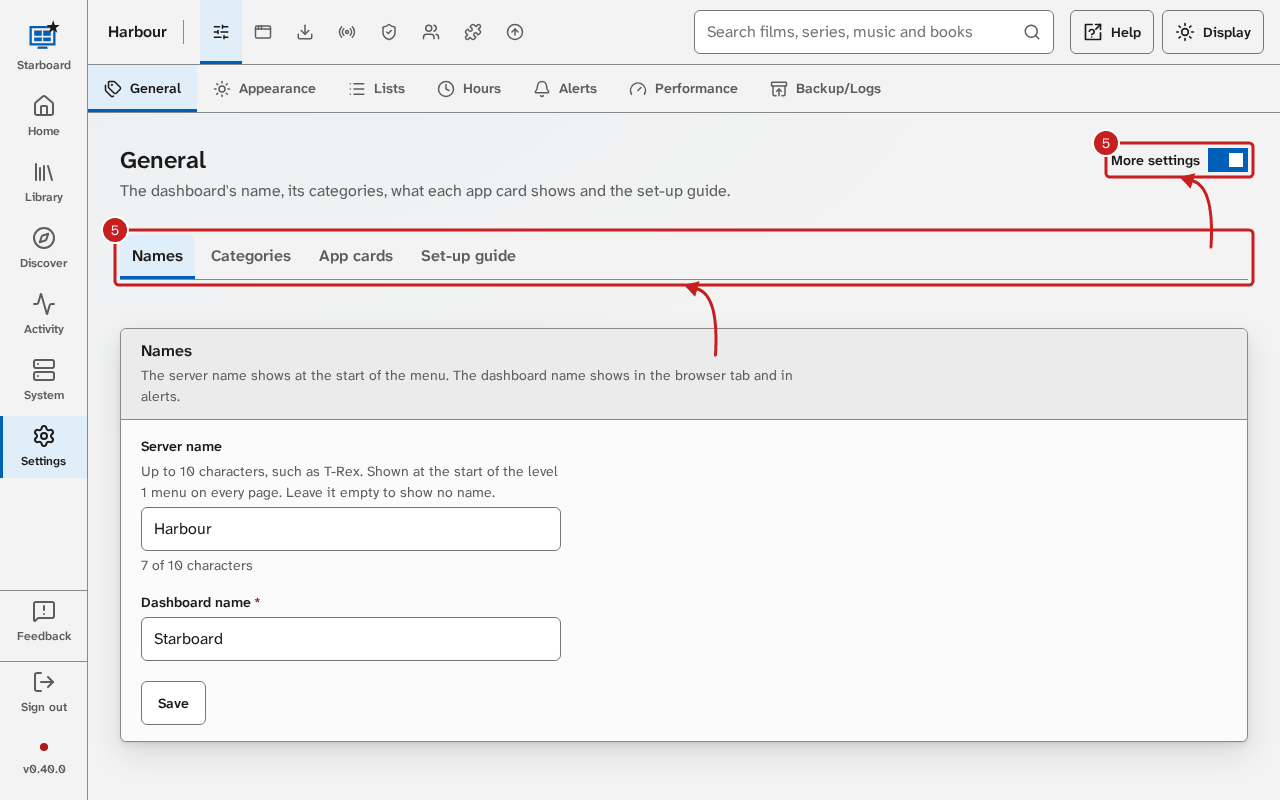 Starboard
Home
Library
Discover
Activity
System
Settings
Feedback
Sign out
v0.40.0
Harbour
Search films, series, music and books
Help
Display
General
Appearance
Lists
Hours
Alerts
Performance
Backup/Logs
General
The dashboard's name, its categories, what each app card shows and the set-up guide.
5
More settings
5
Names
Categories
App cards
Set-up guide
Names
The server name shows at the start of the menu. The dashboard name shows in the browser tab and in
alerts.
Server name
Up to 10 characters, such as T-Rex. Shown at the start of the level
1 menu on every page. Leave it empty to show no name.
Harbour
7 of 10 characters
Dashboard name *
Starboard
Save